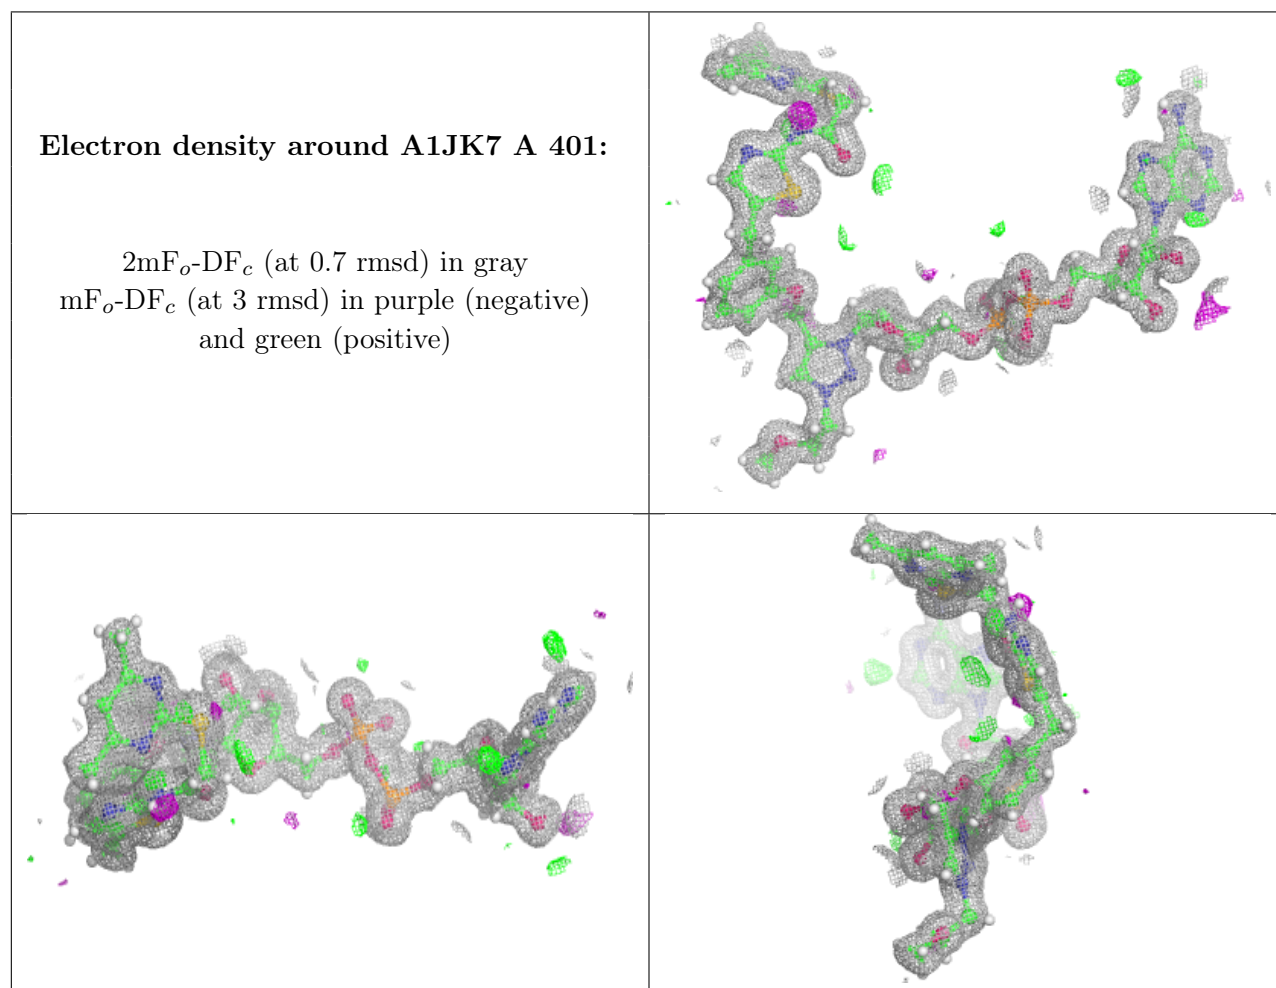 Electron density around A1JK7 A 401:
2mFo-DFc (at 0.7 rmsd) in gray
mFo-DFc (at 3 rmsd) in purple (negative)
and green (positive)